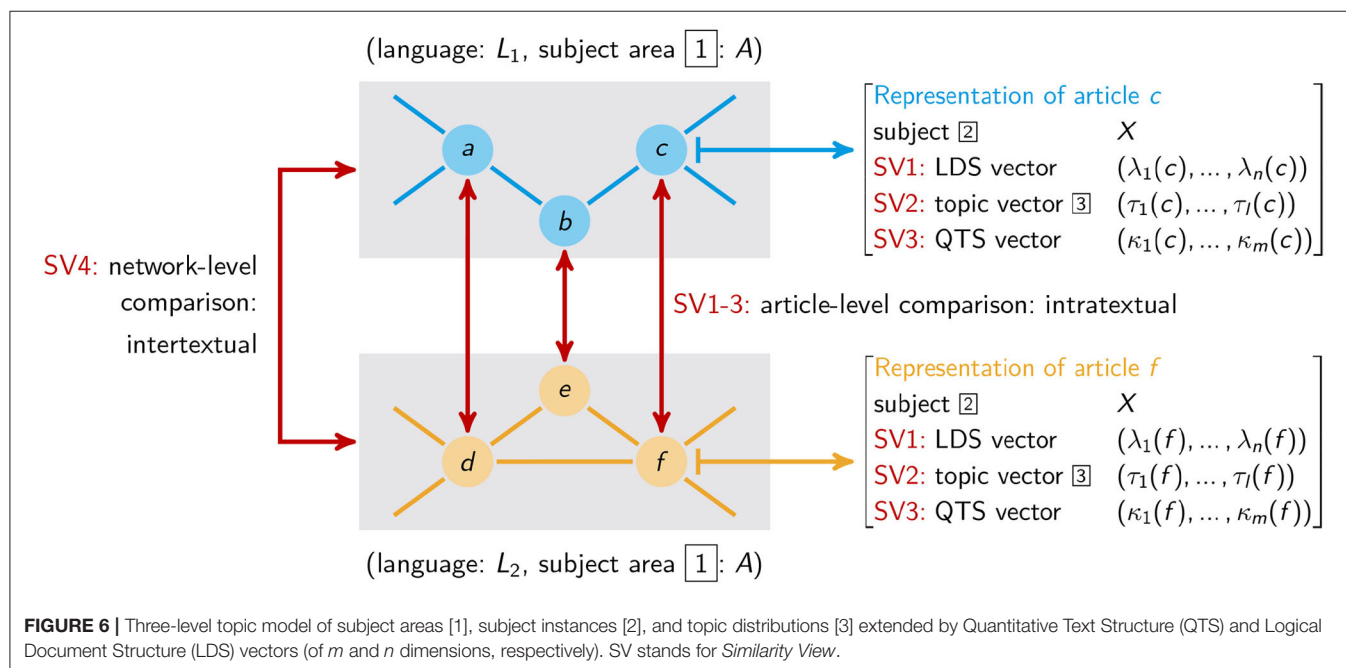 (language: L₁, subject area 1: A)
a
c
b
Representation of article c
subject 2 X
SV1: LDS vector (λ₁(c), ... , λₙ(c))
SV2: topic vector 3 (τ₁(c), ... , τₗ(c))
SV3: QTS vector (κ₁(c), ... , κₘ(c))
SV4: network-level
comparison:
intertextual
SV1-3: article-level comparison: intratextual
e
d
f
Representation of article f
subject 2 X
SV1: LDS vector (λ₁(f), ... , λₙ(f))
SV2: topic vector 3 (τ₁(f), ... , τₗ(f))
SV3: QTS vector (κ₁(f), ... , κₘ(f))
(language: L₂, subject area 1: A)
FIGURE 6 | Three-level topic model of subject areas [1], subject instances [2], and topic distributions [3] extended by Quantitative Text Structure (QTS) and Logical
Document Structure (LDS) vectors (of m and n dimensions, respectively). SV stands for Similarity View.